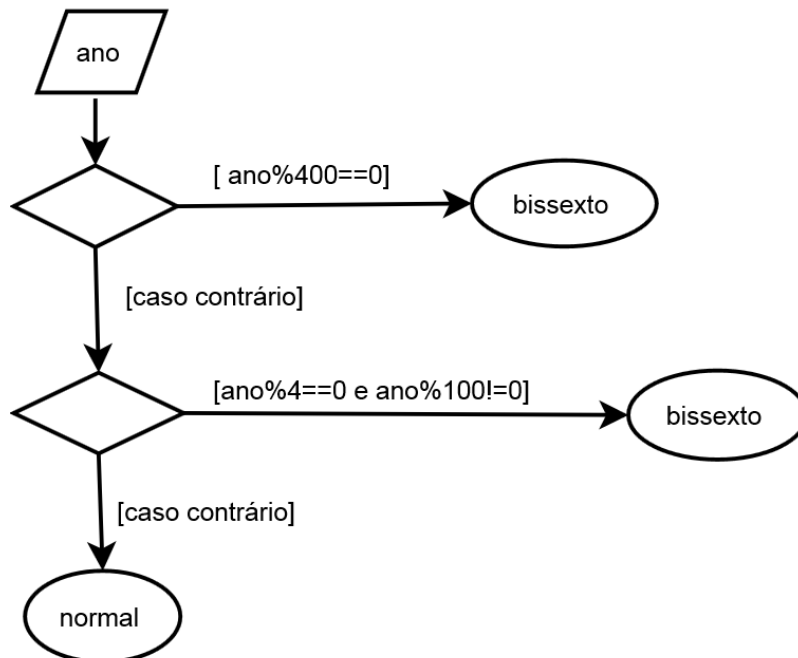 ano
[ ano%400==0]
bissexto
[caso contrário]
[ano%4==0 e ano%100!=0]
bissexto
[caso contrário]
normal